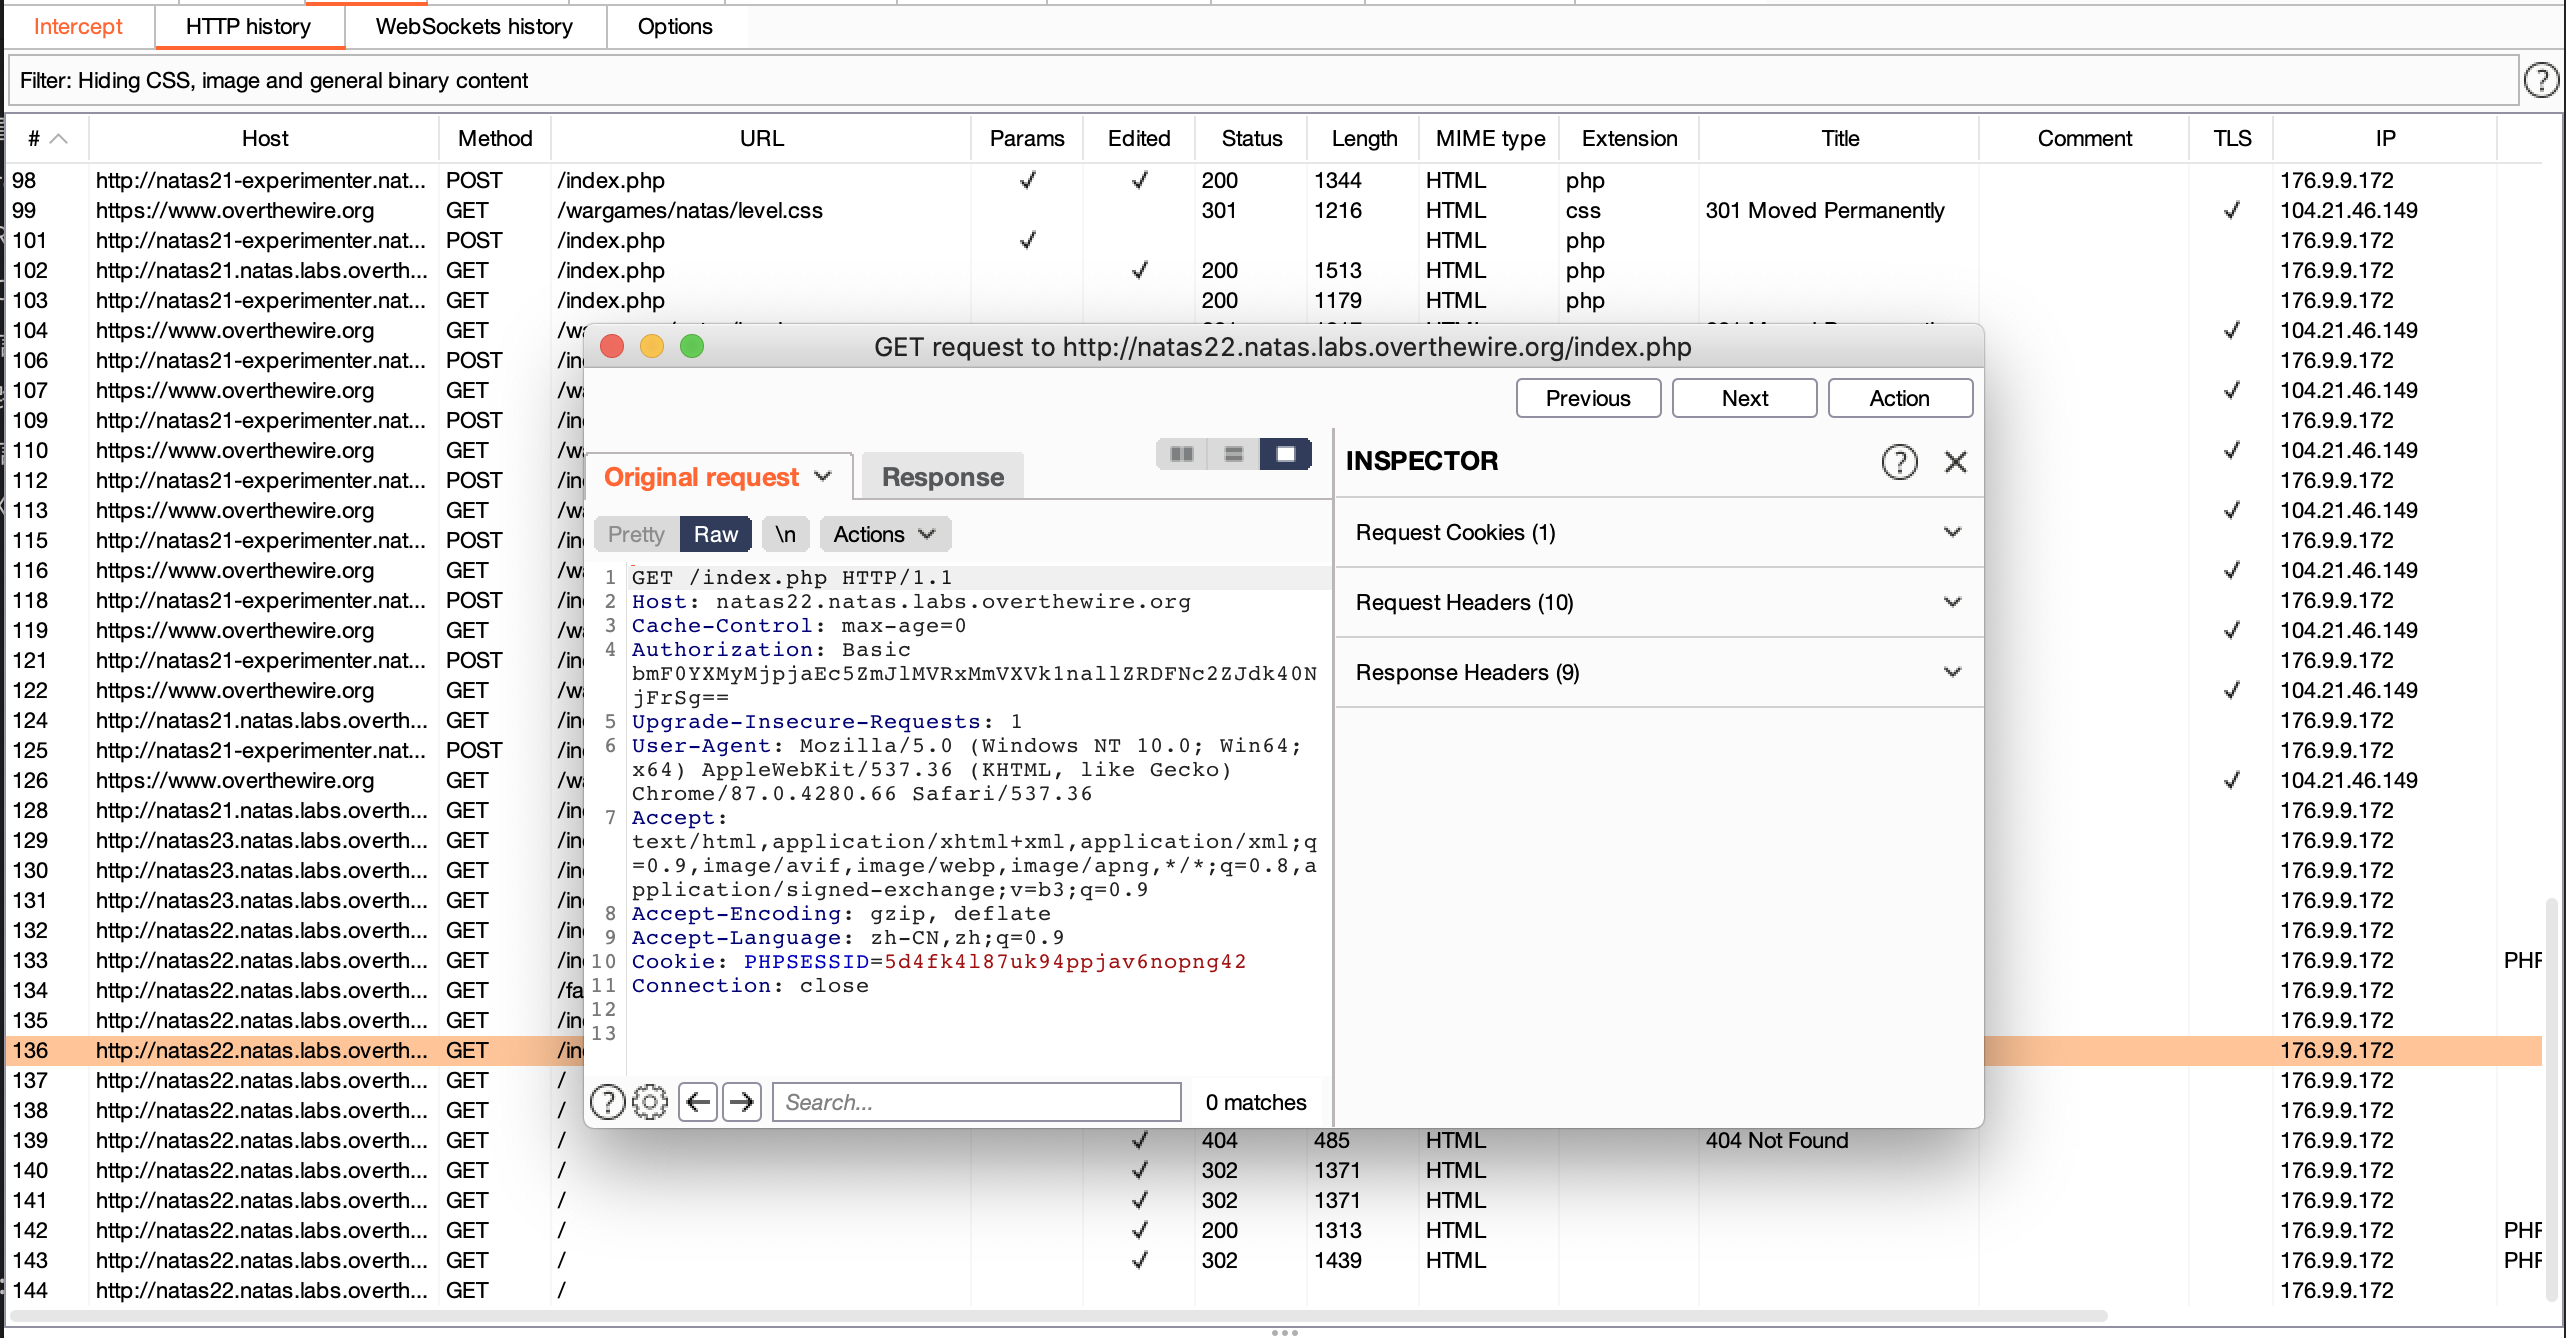 Intercept HTTP history WebSockets history Options
Filter: Hiding CSS, image and general binary content
# Host Method URL Params Edited Status Length MIME type Extension Title Comment TLS IP
98 http://natas21-experimenter.nat... POST /index.php ✓ ✓ 200 1344 HTML php 176.9.9.172
99 https://www.overthewire.org GET /wargames/natas/level.css 301 1216 HTML css 301 Moved Permanently ✓ 104.21.46.149
101 http://natas21-experimenter.nat... POST /index.php ✓ HTML php 176.9.9.172
102 http://natas21.natas.labs.overth... GET /index.php ✓ 200 1513 HTML php 176.9.9.172
103 http://natas21-experimenter.nat... GET /index.php 200 1179 HTML php 176.9.9.172
104 https://www.overthewire.org GET ✓ 104.21.46.149
106 http://natas21-experimenter.nat... POST /in 176.9.9.172
107 https://www.overthewire.org GET /w ✓ 104.21.46.149
109 http://natas21-experimenter.nat... POST /in 176.9.9.172
110 https://www.overthewire.org GET /w ✓ 104.21.46.149
112 http://natas21-experimenter.nat... POST /in 176.9.9.172
113 https://www.overthewire.org GET /w ✓ 104.21.46.149
115 http://natas21-experimenter.nat... POST /in 176.9.9.172
116 https://www.overthewire.org GET /w ✓ 104.21.46.149
118 http://natas21-experimenter.nat... POST /in 176.9.9.172
119 https://www.overthewire.org GET /w ✓ 104.21.46.149
121 http://natas21-experimenter.nat... POST /in 176.9.9.172
122 https://www.overthewire.org GET /w ✓ 104.21.46.149
124 http://natas21.natas.labs.overth... GET /in 176.9.9.172
125 http://natas21-experimenter.nat... POST /in 176.9.9.172
126 https://www.overthewire.org GET /w ✓ 104.21.46.149
128 http://natas21.natas.labs.overth... GET /in 176.9.9.172
129 http://natas23.natas.labs.overth... GET /in 176.9.9.172
130 http://natas23.natas.labs.overth... GET /in 176.9.9.172
131 http://natas23.natas.labs.overth... GET /in 176.9.9.172
132 http://natas22.natas.labs.overth... GET /in 176.9.9.172
133 http://natas22.natas.labs.overth... GET /in 176.9.9.172 PHP
134 http://natas22.natas.labs.overth... GET /fa 176.9.9.172
135 http://natas22.natas.labs.overth... GET /in 176.9.9.172
136 http://natas22.natas.labs.overth... GET /in 176.9.9.172
137 http://natas22.natas.labs.overth... GET / 176.9.9.172
138 http://natas22.natas.labs.overth... GET / 176.9.9.172
139 http://natas22.natas.labs.overth... GET / ✓ 404 485 HTML 404 Not Found 176.9.9.172
140 http://natas22.natas.labs.overth... GET / ✓ 302 1371 HTML 176.9.9.172
141 http://natas22.natas.labs.overth... GET / ✓ 302 1371 HTML 176.9.9.172
142 http://natas22.natas.labs.overth... GET / ✓ 200 1313 HTML 176.9.9.172 PHP
143 http://natas22.natas.labs.overth... GET / ✓ 302 1439 HTML 176.9.9.172 PHP
144 http://natas22.natas.labs.overth... GET / 176.9.9.172
GET request to http://natas22.natas.labs.overthewire.org/index.php
Previous Next Action
Original request Response
Pretty Raw \n Actions
1 GET /index.php HTTP/1.1
2 Host: natas22.natas.labs.overthewire.org
3 Cache-Control: max-age=0
4 Authorization: Basic
bmF0YXMyMjpjaEc5ZmJlMVRxMmVXVk1nallZRDFNc2ZJdk40N
jFrSg==
5 Upgrade-Insecure-Requests: 1
6 User-Agent: Mozilla/5.0 (Windows NT 10.0; Win64;
x64) AppleWebKit/537.36 (KHTML, like Gecko)
Chrome/87.0.4280.66 Safari/537.36
7 Accept:
text/html,application/xhtml+xml,application/xml;q
=0.9,image/avif,image/webp,image/apng,*/*;q=0.8,a
pplication/signed-exchange;v=b3;q=0.9
8 Accept-Encoding: gzip, deflate
9 Accept-Language: zh-CN,zh;q=0.9
10 Cookie: PHPSESSID=5d4fk4l87uk94ppjav6nopng42
11 Connection: close
12
13
Search... 0 matches
INSPECTOR
Request Cookies (1)
Request Headers (10)
Response Headers (9)